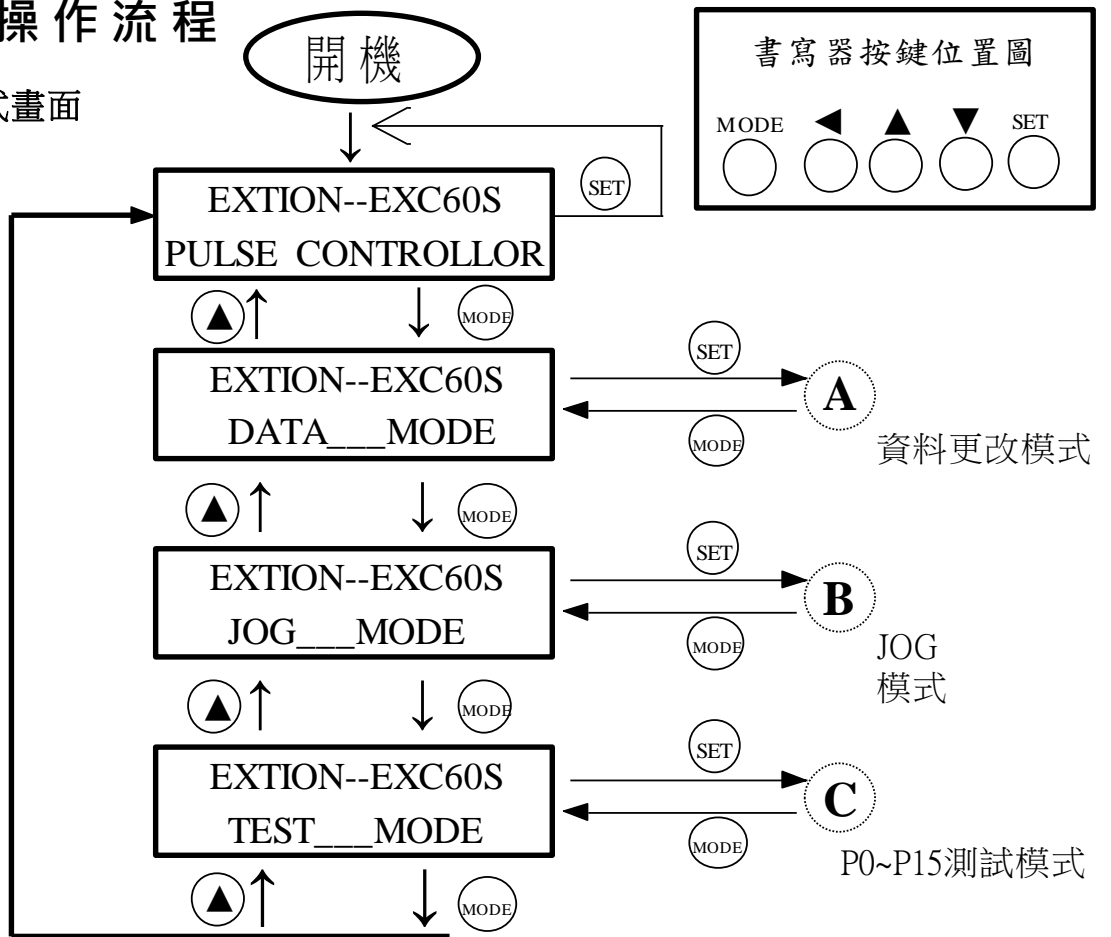 操作流程
開機
書寫器按鍵位置圖
式畫面
MODE ◀ ▲ ▼ SET
SET
EXTION--EXC60S
PULSE CONTROLLOR
▲ MODE
SET
EXTION--EXC60S
DATA___MODE
A
MODE
資料更改模式
▲ MODE
SET
EXTION--EXC60S
JOG___MODE
B
MODE
JOG
模式
▲ MODE
SET
EXTION--EXC60S
TEST___MODE
C
MODE
P0~P15測試模式
▲ MODE